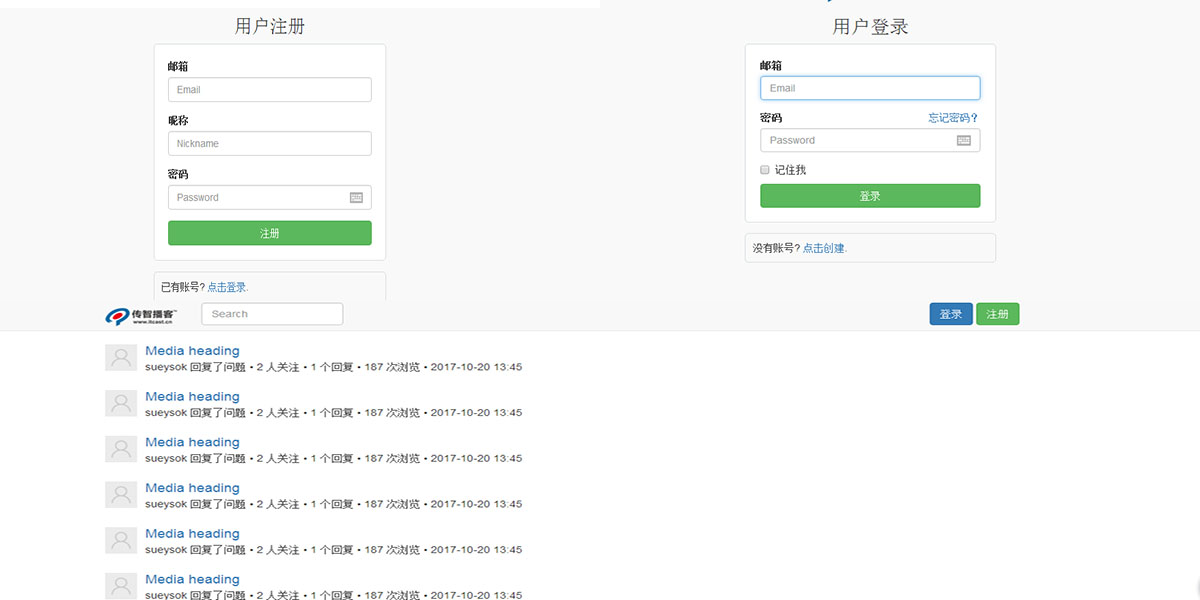 用户注册
邮箱
Email
昵称
Nickname
密码
Password
注册
已有账号? 点击登录.
用户登录
邮箱
Email
密码 忘记密码?
Password
记住我
登录
没有账号? 点击创建.
传智播客 www.itcast.cn Search 登录 注册
Media heading
sueysok 回复了问题 • 2 人关注 • 1 个回复 • 187 次浏览 • 2017-10-20 13:45
Media heading
sueysok 回复了问题 • 2 人关注 • 1 个回复 • 187 次浏览 • 2017-10-20 13:45
Media heading
sueysok 回复了问题 • 2 人关注 • 1 个回复 • 187 次浏览 • 2017-10-20 13:45
Media heading
sueysok 回复了问题 • 2 人关注 • 1 个回复 • 187 次浏览 • 2017-10-20 13:45
Media heading
sueysok 回复了问题 • 2 人关注 • 1 个回复 • 187 次浏览 • 2017-10-20 13:45
Media heading
sueysok 回复了问题 • 2 人关注 • 1 个回复 • 187 次浏览 • 2017-10-20 13:45